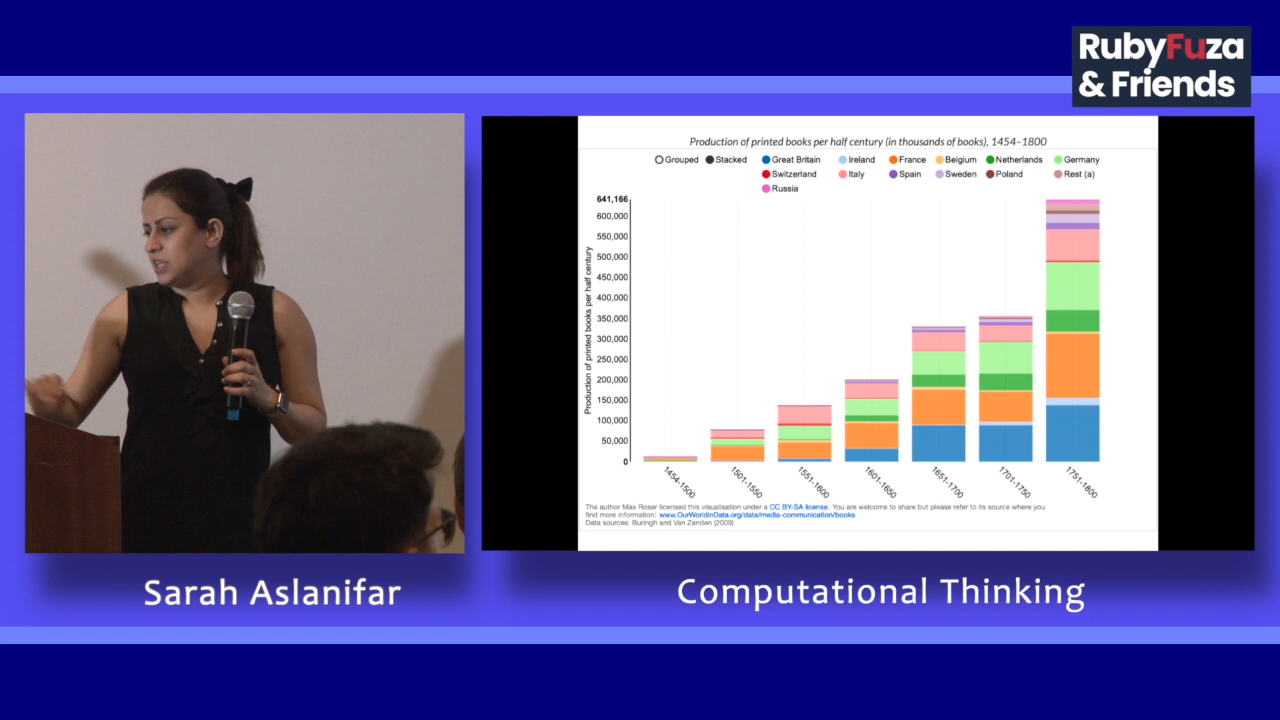 RubyFuza
& Friends
Production of printed books per half century (in thousands of books), 1454–1800
Grouped Stacked Great Britain Ireland France Belgium Netherlands Germany
Switzerland Italy Spain Sweden Poland Rest (a)
Russia
Production of printed books per half century
641,166
600,000
550,000
500,000
450,000
400,000
350,000
300,000
250,000
200,000
150,000
100,000
50,000
0
1454-1500
1501-1550
1551-1600
1601-1650
1651-1700
1701-1750
1751-1800
The author Max Roser licensed this visualisation under a CC BY-SA license. You are welcome to share but please refer to its source where you
find more information: www.OurWorldinData.org/data/media-communication/books
Data sources: Buringh and Van Zanden (2009)
Sarah Aslanifar
Computational Thinking